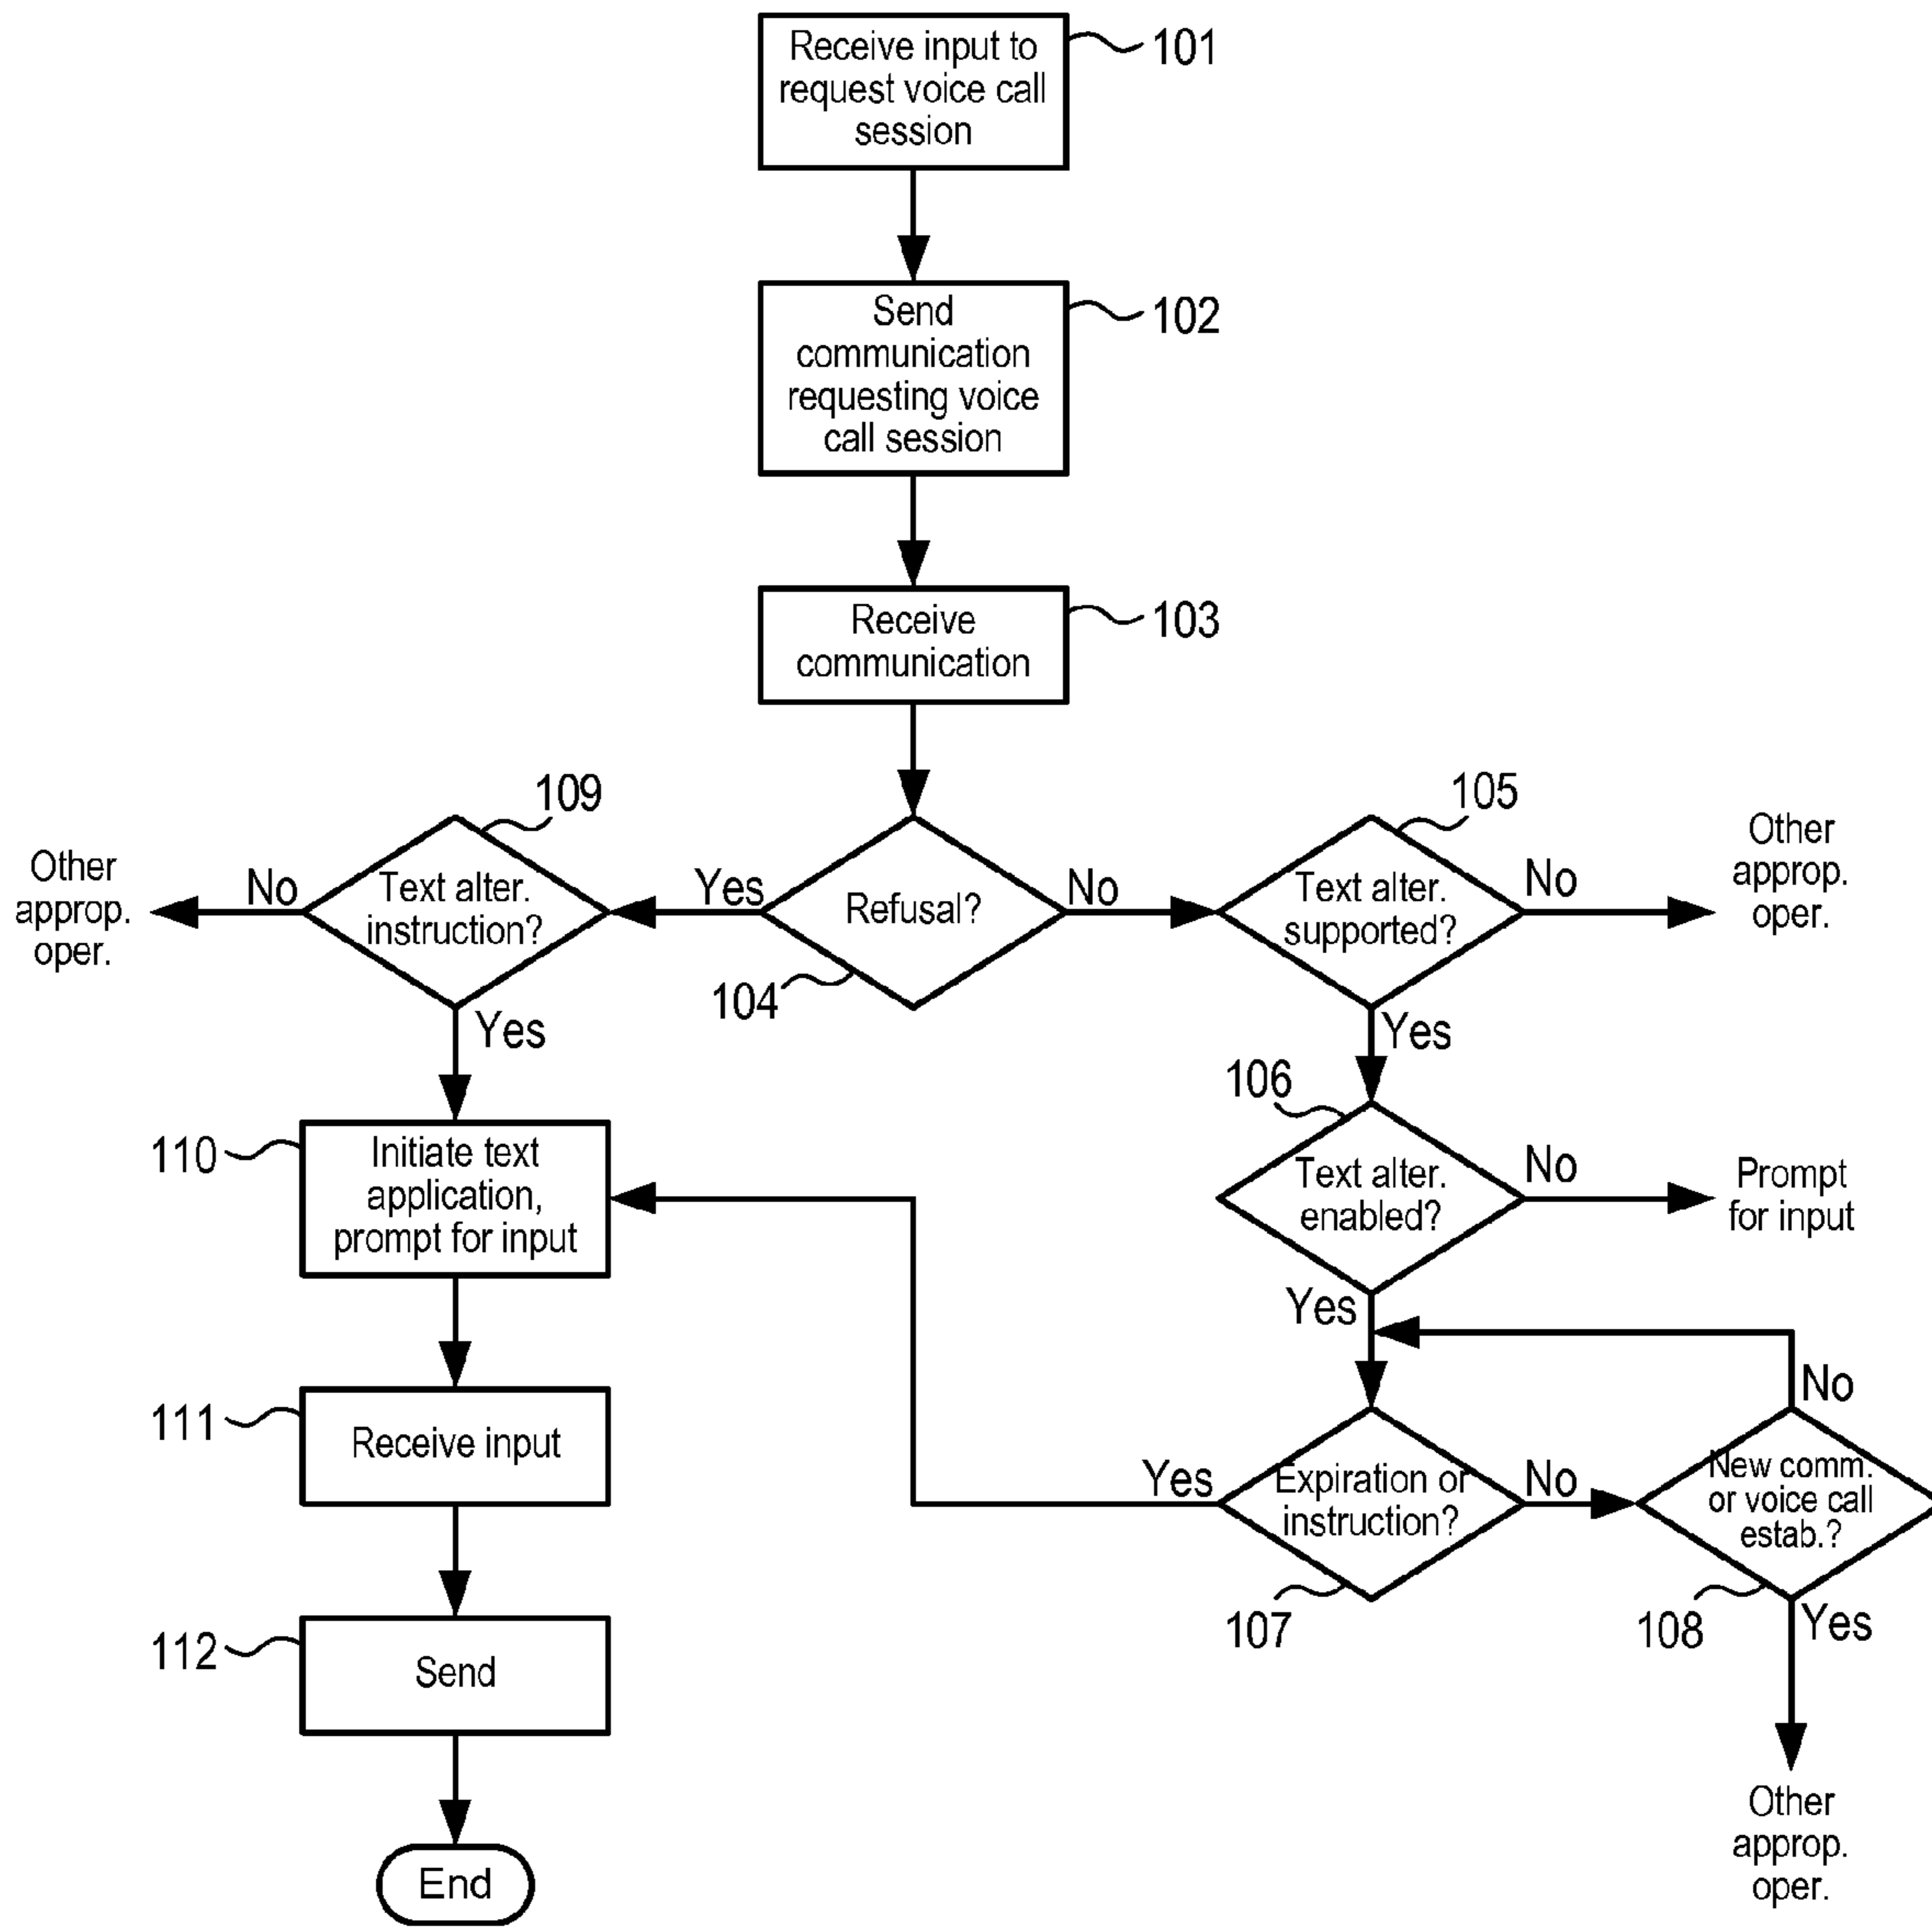 Receive input to
request voice call
session
101
Send
communication
requesting voice
call session
102
Receive
communication
103
109
105
Other
approp.
oper.
No
Text alter.
instruction?
Yes
Refusal?
No
Text alter.
supported?
No
Other
approp.
oper.
104
Yes
Yes
106
110
Initiate text
application,
prompt for input
Text alter.
enabled?
No
Prompt
for input
Yes
No
111
Receive input
Yes
Expiration or
instruction?
No
New comm.
or voice call
estab.?
107
108
Yes
112
Send
Other
approp.
oper.
End